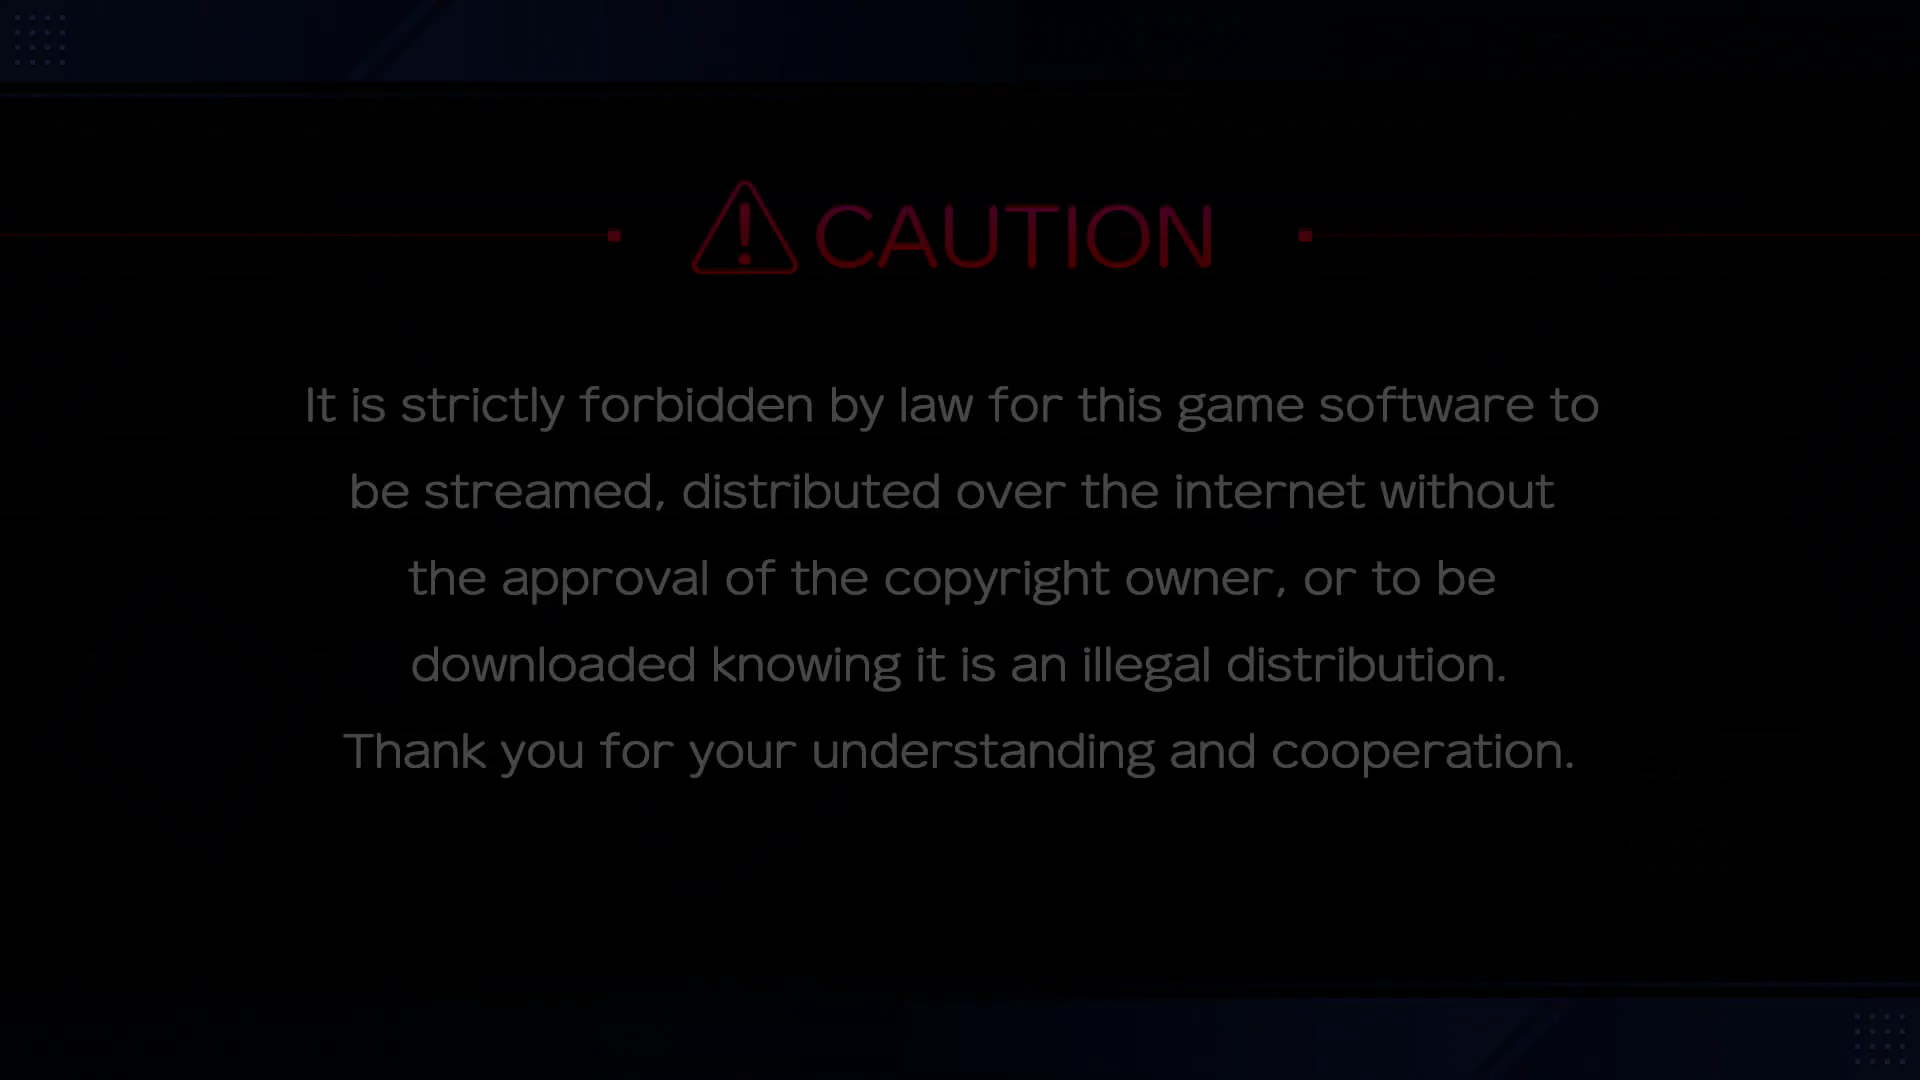 CAUTION
It is strictly forbidden by law for this game software to
be streamed, distributed over the internet without
the approval of the copyright owner, or to be
downloaded knowing it is an illegal distribution.
Thank you for your understanding and cooperation.